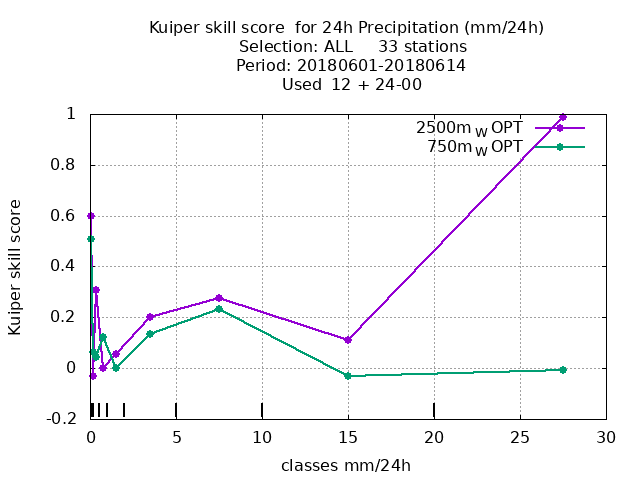 Kuiper skill score  for 24h Precipitation (mm/24h)
Selection: ALL     33 stations
Period: 20180601-20180614
Used  12 + 24-00
2500m W OPT
750m W OPT
1
0.8
0.6
0.4
0.2
0
-0.2
Kuiper skill score
0 5 10 15 20 25 30
classes mm/24h